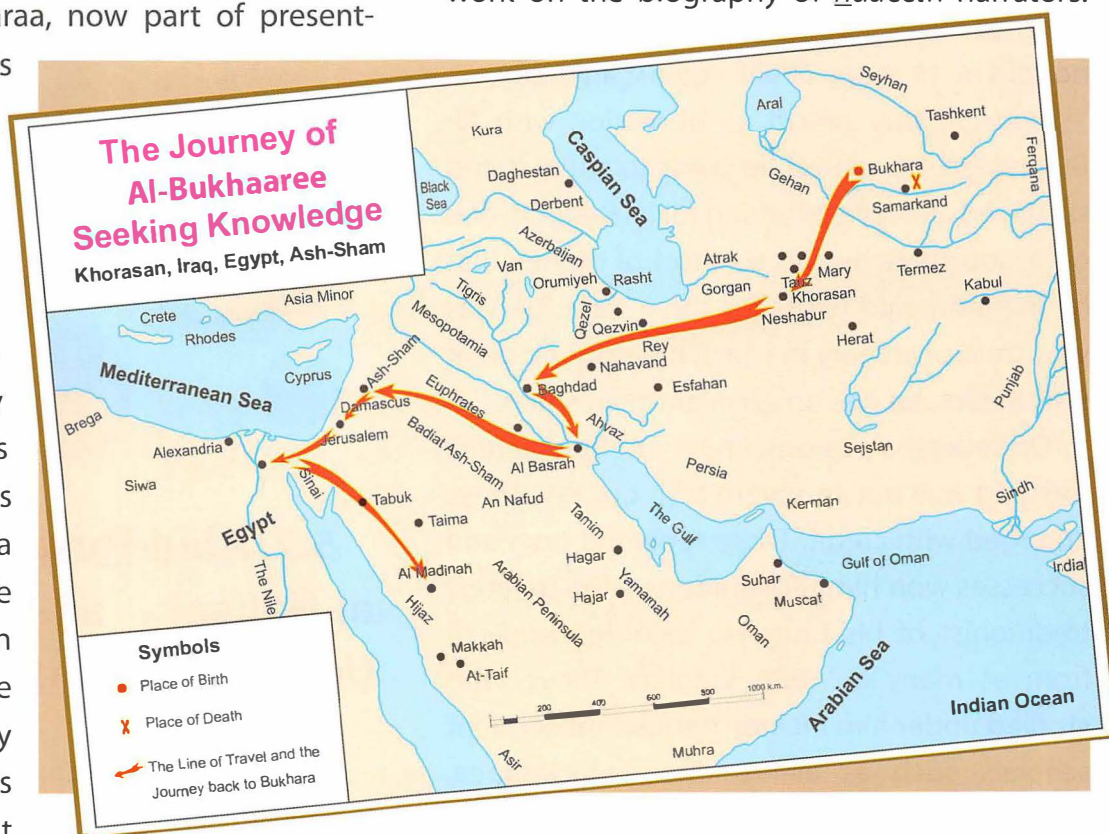 araa, now part of present-
s
y
s
s
a
e
n
e
y
s
t
work on the biography of
narrators.
The Journey of
Al-Bukhaaree
Seeking Knowledge
Khorasan, Iraq, Egypt, Ash-Sham
Kura
Daghestan
Derbent
Black
Sea
Caspian Sea
Aral
Seyhan
Tashkent
Ferqana
Gehan
Bukhara
Samarkand
Termez
Kabul
Azerbaijan
Van
Orumiyeh
Rasht
Atrak
Gorgan
Mary
Khorasan
Neshabur
Herat
Asia Minor
Tigris
Mesopotamia
Qezel
Qezvin
Rey
Nahavand
Esfahan
Crete
Rhodes
Cyprus
Mediterranean Sea
Ash-Sham
Damascus
Euphrates
Baghdad
Ahvaz
Punjab
Brega
Alexandria
Jerusalem
Badiat Ash-Sham
Al Basrah
Persia
Sejstan
Siwa
Sinai
Tabuk
An Nafud
Taima
Tamim
The Gulf
Kerman
Sindh
India
Egypt
The Nile
Al Madinah
Hijaz
Arabian Peninsula
Hagar
Hajar
Yamamah
Suhar
Muscat
Gulf of Oman
Oman
Makkah
At-Taif
Asir
Muhra
Arabian Sea
Indian Ocean
200
400
600
1000 k.m.
Symbols
Place of Birth
X
Place of Death
The Line of Travel and the
Journey back to Bukhara